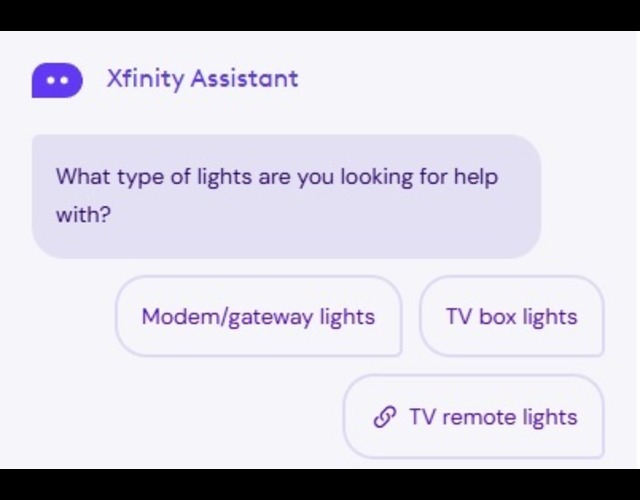 Xfinity Assistant
What type of lights are you looking for help
with?
Modem/gateway lights
TV box lights
TV remote lights